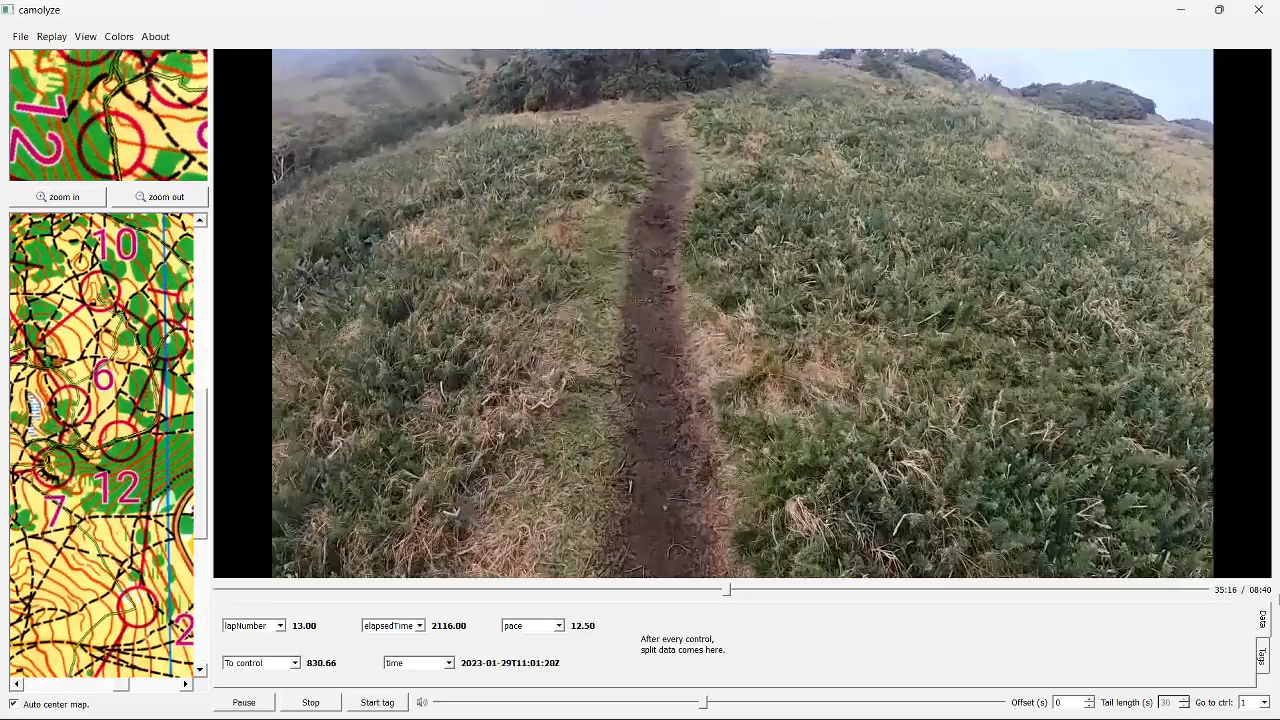 camolyze
File Replay View Colors About
12
zoom in zoom out
10
6
12
7
2
35:16 / 08:40
lapNumber 13.00 elapsedTime 2116.00 pace 12.50
After every control,
split data comes here.
To control 830.66 time 2023-01-29T11:01:20Z
Data
Tags
Auto center map.
Pause Stop Start tag Offset (s) 0 Tail length (s) 30 Go to ctrl: 1